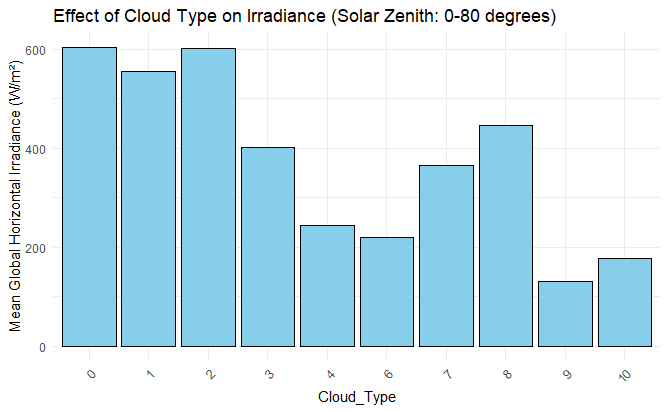 Effect of Cloud Type on Irradiance (Solar Zenith: 0-80 degrees)
Mean Global Horizontal Irradiance (W/m²)
600
400
200
0
0 1 2 3 4 5 6 7 8 9 10
Cloud_Type